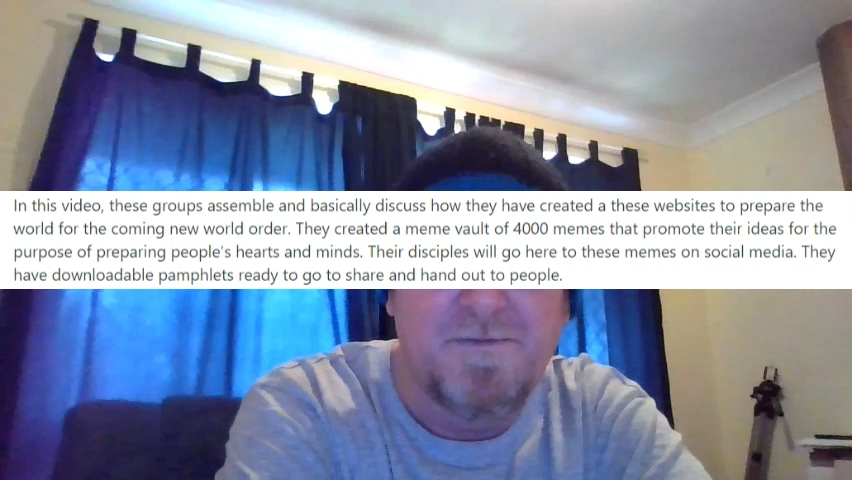 In this video, these groups assemble and basically discuss how they have created a these websites to prepare the
world for the coming new world order. They created a meme vault of 4000 memes that promote their ideas for the
purpose of preparing people's hearts and minds. Their disciples will go here to these memes on social media. They
have downloadable pamphlets ready to go to share and hand out to people.